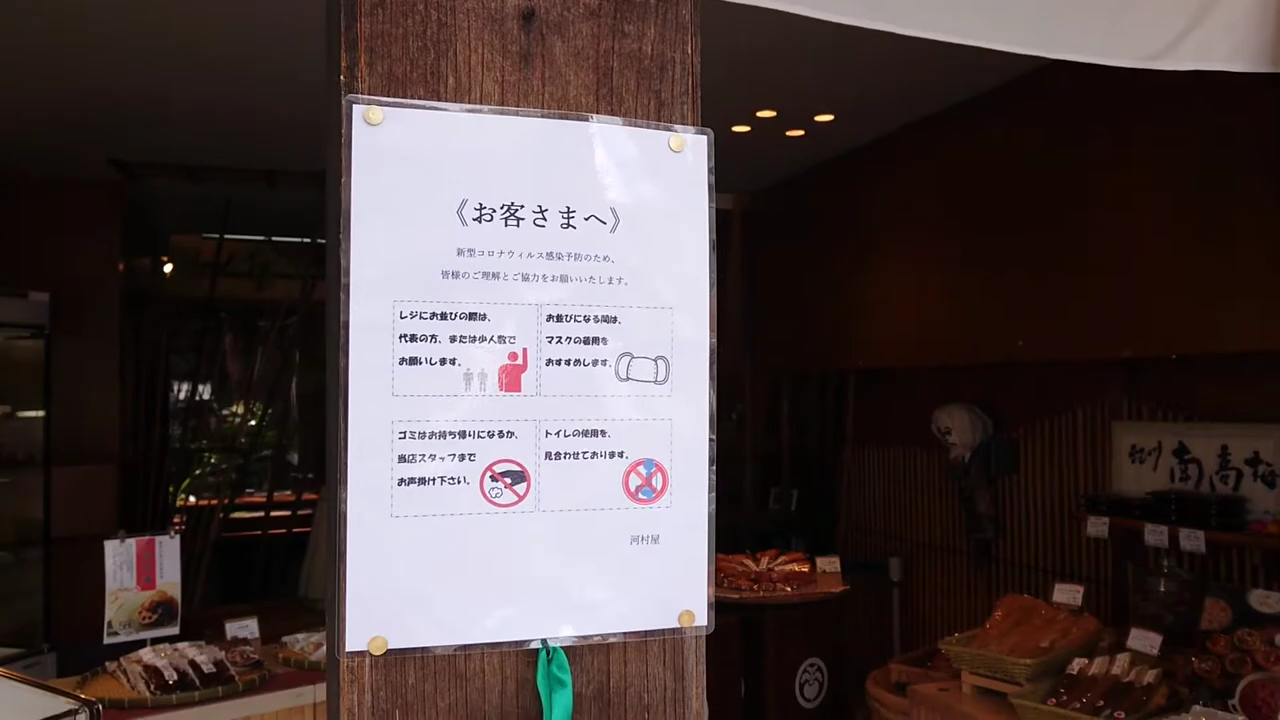 《お客さまへ》
新型コロナウィルス感染予防のため、
皆様のご理解とご協力をお願いいたします。
レジにお並びの際は、
代表の方、または少人数で
お願いします。
お並びになる間は、
マスクの着用を
おすすめします。
ゴミはお持ち帰りになるか、
当店スタッフまで
お声掛け下さい。
トイレの使用を、
見合わせております。
河村屋
紀州
南高梅